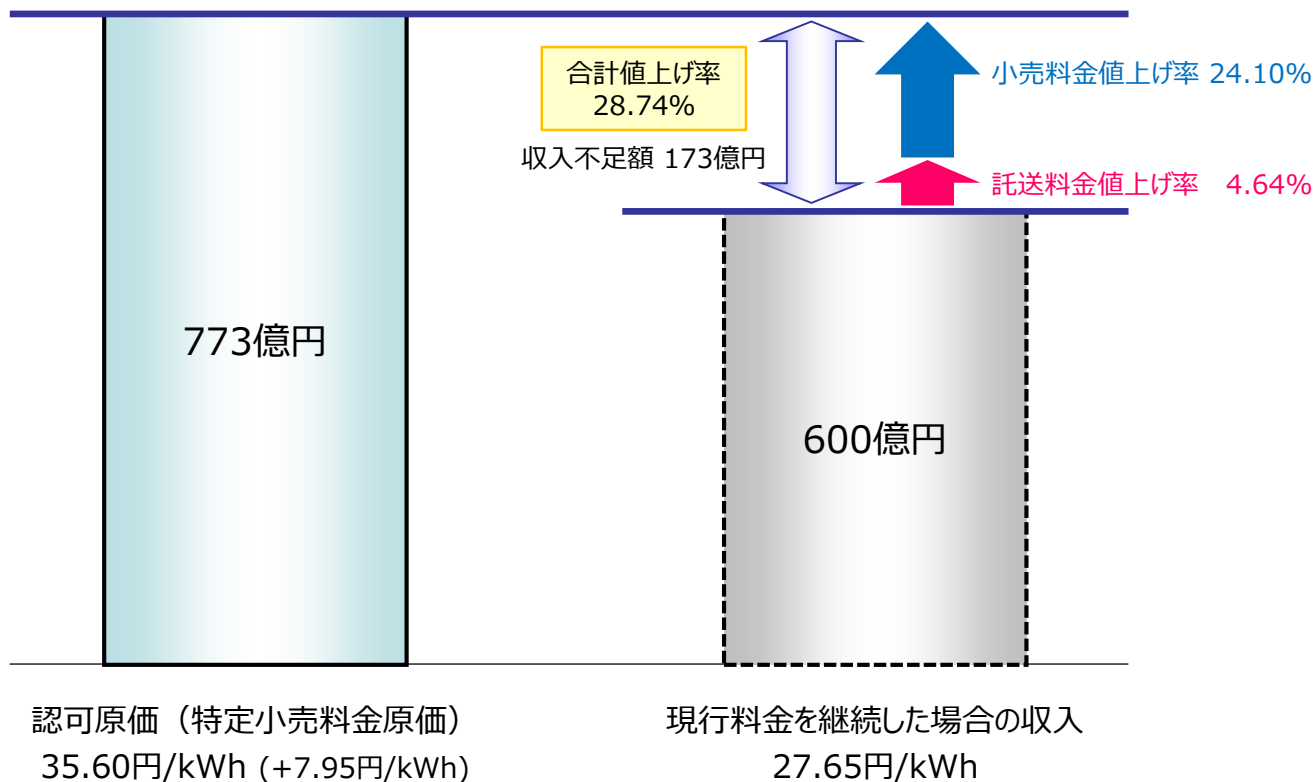 合計値上げ率
28.74%
収入不足額 173億円
小売料金値上げ率 24.10%
託送料金値上げ率 4.64%
773億円
600億円
認可原価（特定小売料金原価）
35.60円/kWh (+7.95円/kWh)
現行料金を継続した場合の収入
27.65円/kWh